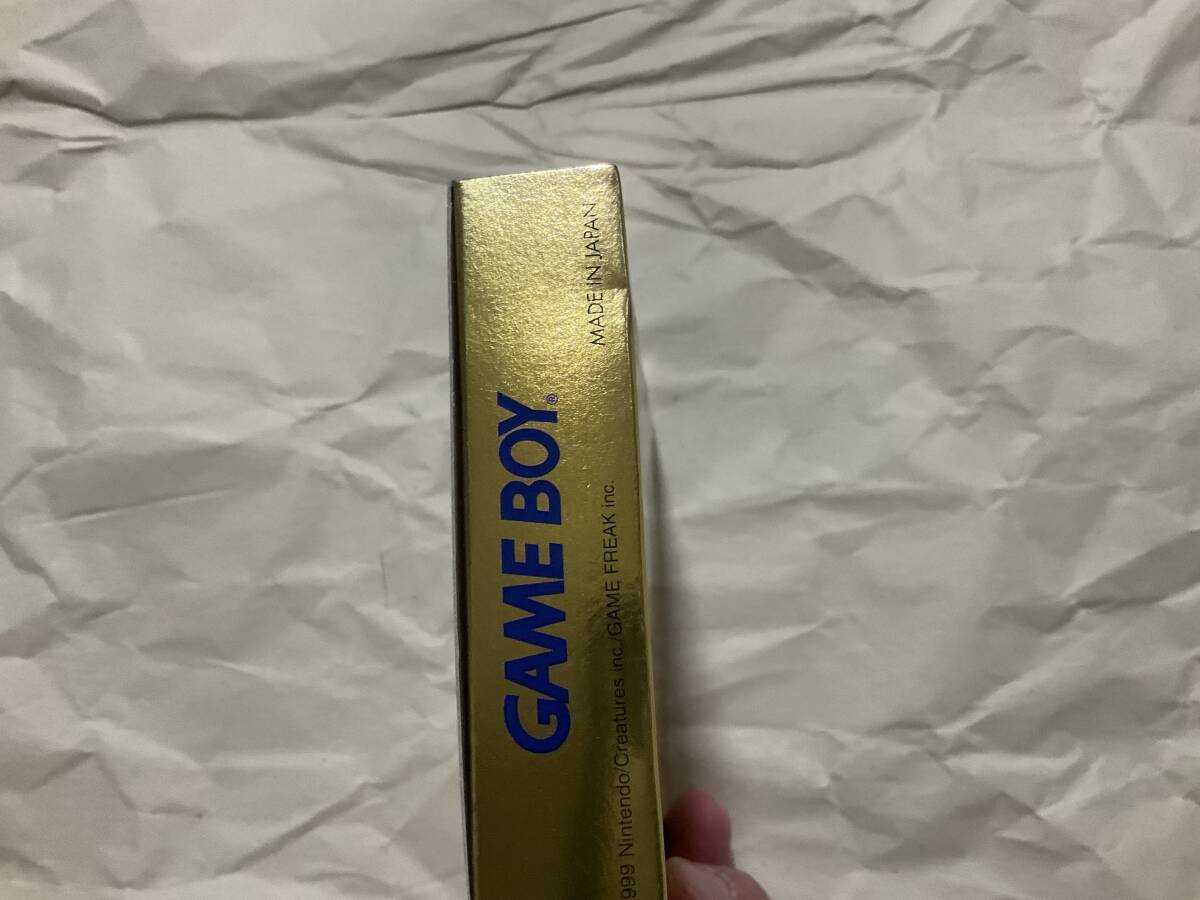 MADE IN JAPAN
GAME BOY®
999 Nintendo/Creatures inc./GAME FREAK inc.